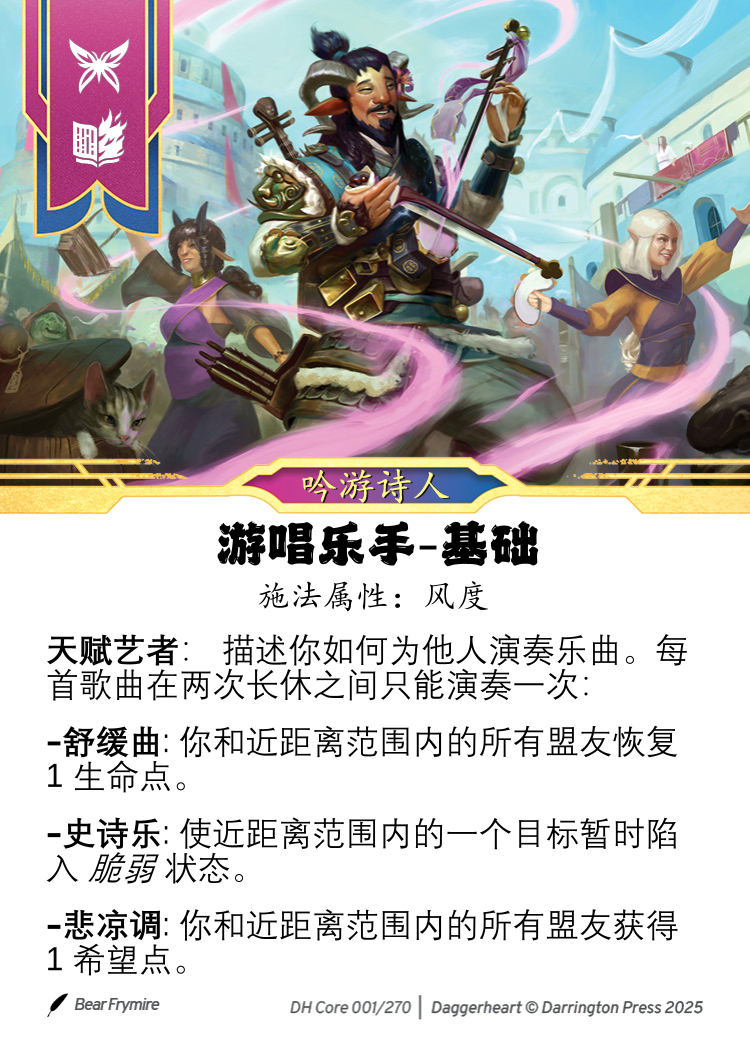 吟游诗人
游唱乐手-基础
施法属性：风度
天赋艺者： 描述你如何为他人演奏乐曲。每
首歌曲在两次长休之间只能演奏一次：
-舒缓曲: 你和近距离范围内的所有盟友恢复
1 生命点。
-史诗乐: 使近距离范围内的一个目标暂时陷
入 脆弱 状态。
-悲凉调: 你和近距离范围内的所有盟友获得
1 希望点。
Bear Frymire
DH Core 001/270 | Daggerheart © Darrington Press 2025